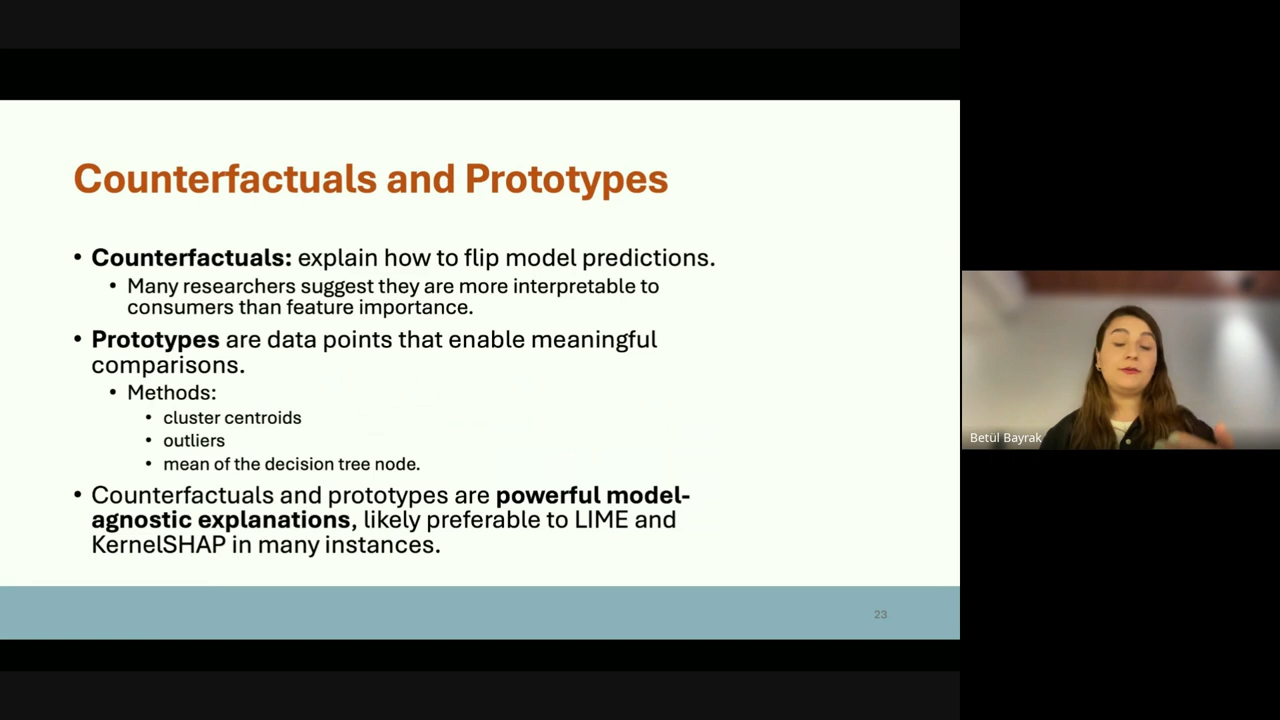 Counterfactuals and Prototypes
• Counterfactuals: explain how to flip model predictions.
• Many researchers suggest they are more interpretable to
consumers than feature importance.
• Prototypes are data points that enable meaningful
comparisons.
• Methods:
• cluster centroids
• outliers
• mean of the decision tree node.
• Counterfactuals and prototypes are powerful model-
agnostic explanations, likely preferable to LIME and
KernelSHAP in many instances.
23
Betül Bayrak